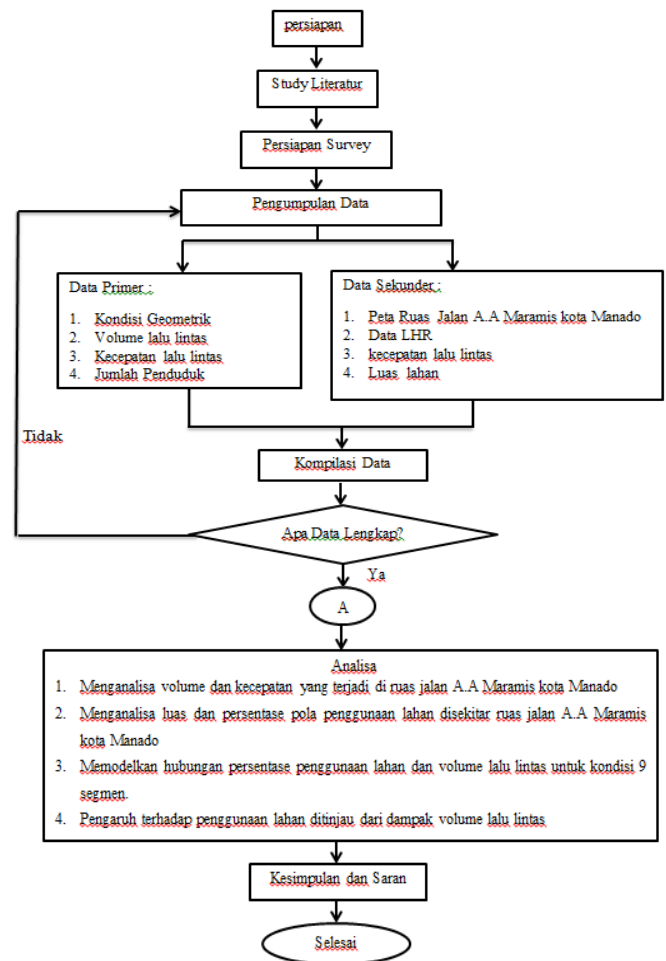 persiapan
Study Literatur
Persiapan Survey
Pengumpulan Data
Data Primer :
1. Kondisi Geometrik
2. Volume lalu lintas
3. Kecepatan lalu lintas
4. Jumlah Penduduk
Data Sekunder :
1. Peta Ruas Jalan A.A Maramis kota Manado
2. Data LHR
3. kecepatan lalu lintas
4. Luas lahan
Tidak
Kompilasi Data
Apa Data Lengkap?
Ya
A
Analisa
1. Menganalisa volume dan kecepatan yang terjadi di ruas jalan A.A Maramis kota Manado
2. Menganalisa luas dan persentase pola penggunaan lahan disekitar ruas jalan A.A Maramis
kota Manado
3. Memodelkan hubungan persentase penggunaan lahan dan volume lalu lintas untuk kondisi 9
segmen.
4. Pengaruh terhadap penggunaan lahan ditinjau dari dampak volume lalu lintas
Kesimpulan dan Saran
Selesai